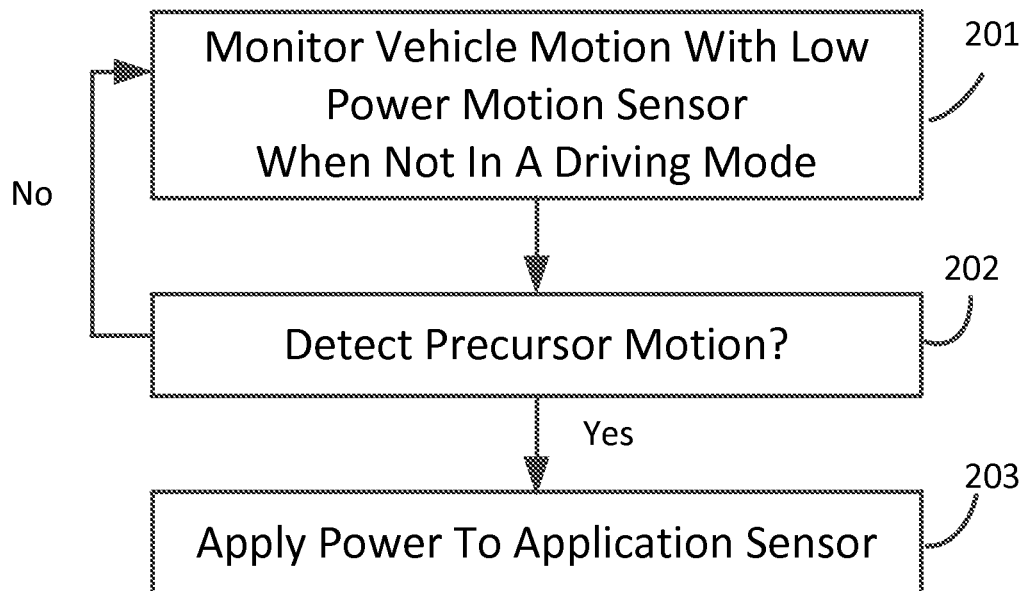 Monitor Vehicle Motion With Low
Power Motion Sensor
When Not In A Driving Mode
201
No
Detect Precursor Motion?
202
Yes
Apply Power To Application Sensor
203